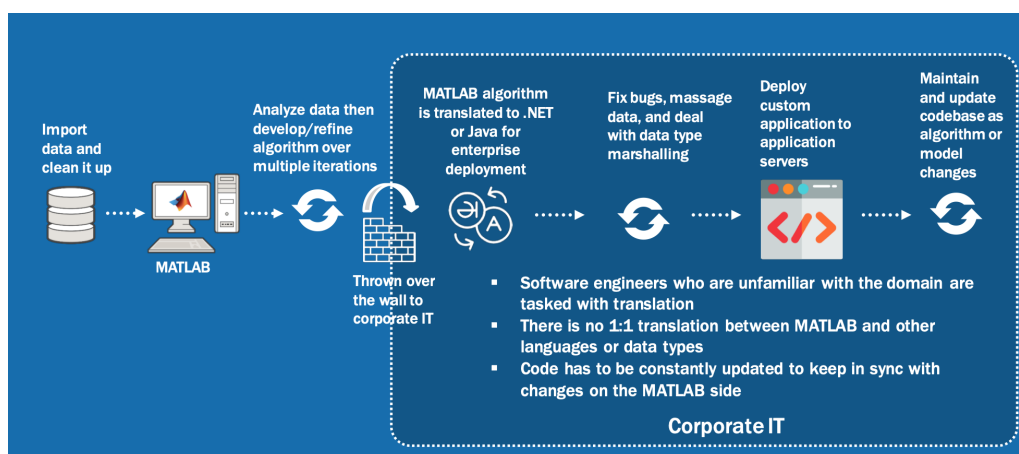 Import
data and
clean it up
MATLAB
Analyze data then
develop/refine
algorithm over
multiple iterations
Thrown over
the wall to
corporate IT
MATLAB algorithm
is translated to .NET
or Java for
enterprise
deployment
A
Fix bugs, massage
data, and deal
with data type
marshalling
Deploy
custom
application to
application
servers
</>
Maintain
and update
codebase as
algorithm or
model
changes
▪ Software engineers who are unfamiliar with the domain are
tasked with translation
▪ There is no 1:1 translation between MATLAB and other
languages or data types
▪ Code has to be constantly updated to keep in sync with
changes on the MATLAB side
Corporate IT